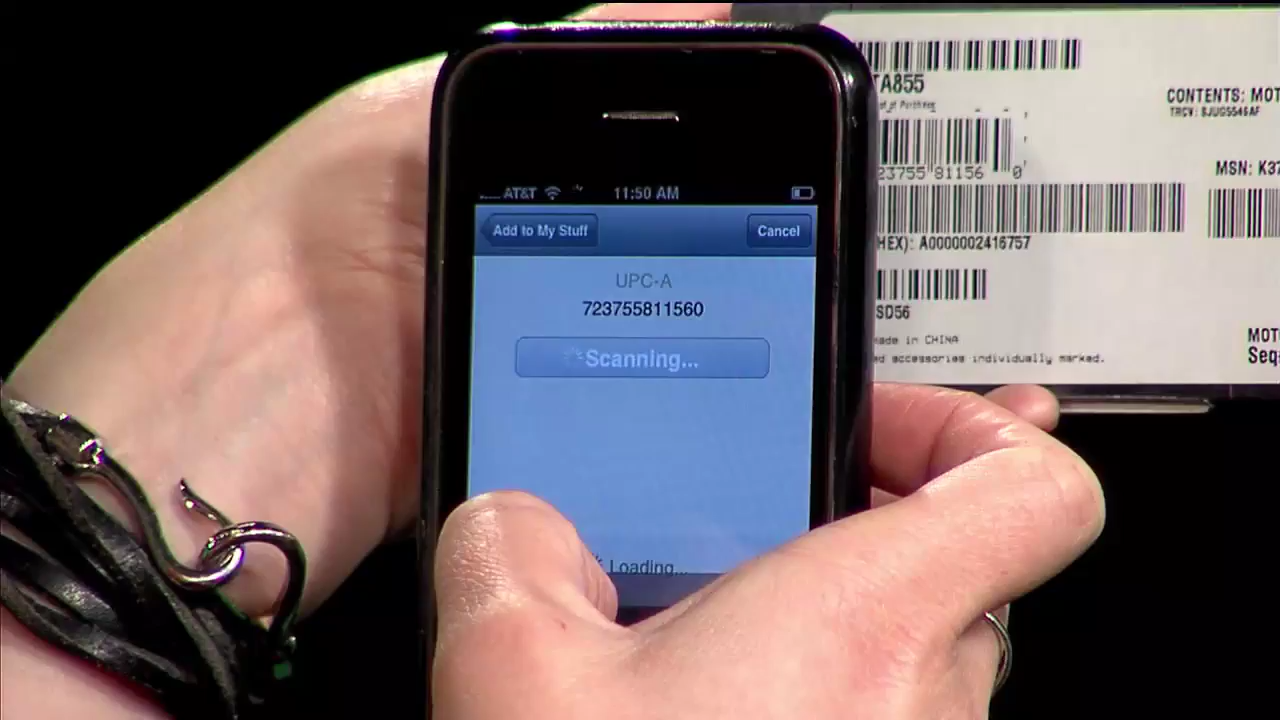 AT&T 11:50 AM
Add to My Stuff Cancel
UPC-A
723755811560
Scanning...
Loading...
TA855
CONTENTS: MOT
23755 81156 0
MSN: K37
HEX): A0000002416757
SD56
ade in CHINA
MOT
d accessories individually marked.
Seq